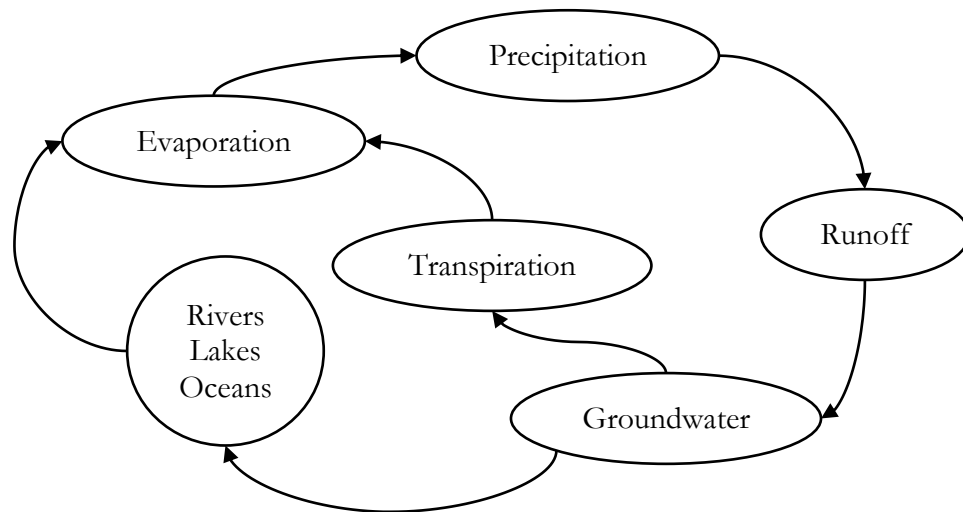 Precipitation
Evaporation
Runoff
Transpiration
Rivers
Lakes
Oceans
Groundwater